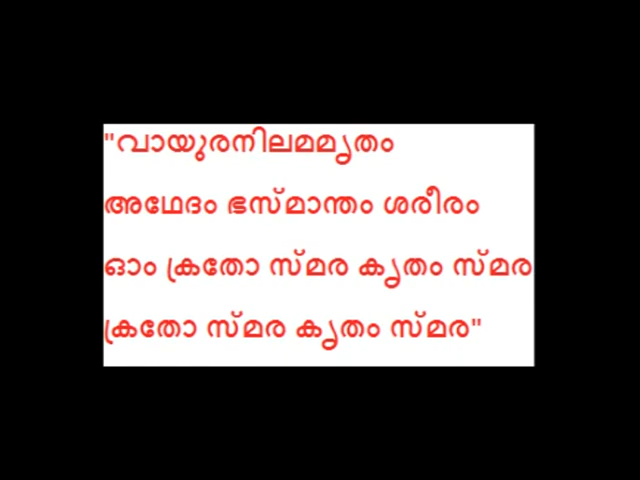 "വായുരനിലമമൃതം
അഥേദം ഭസ്മാന്തം ശരീരം
ഓം ക്രതോ സ്മര കൃതം സ്മര
ക്രതോ സ്മര കൃതം സ്മര"